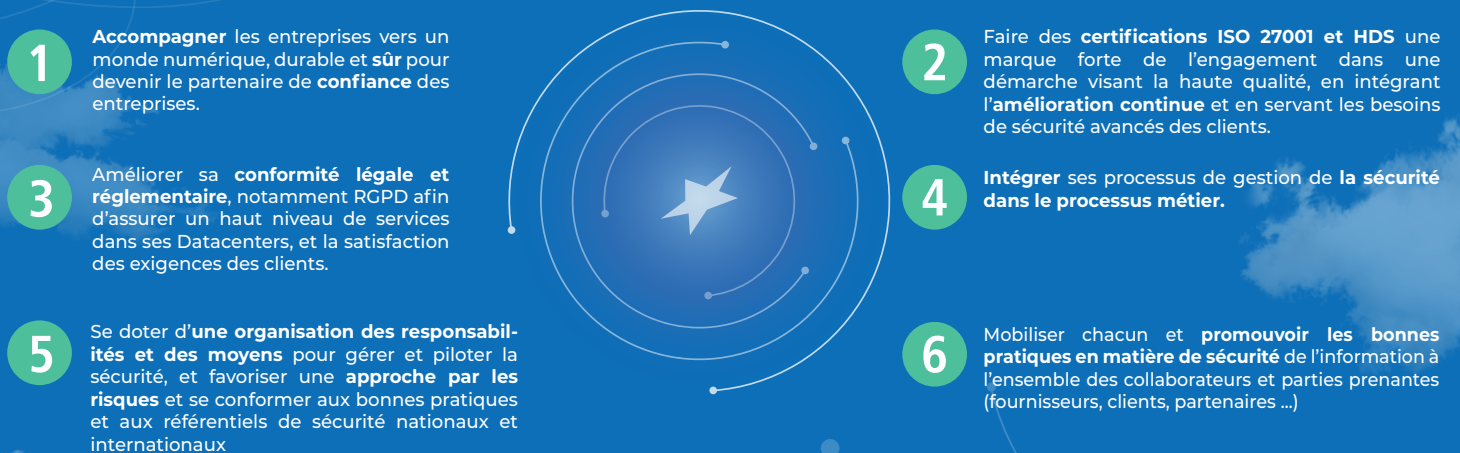 1
Accompagner les entreprises vers un
monde numérique, durable et sûr pour
devenir le partenaire de confiance des
entreprises.
2
Faire des certifications ISO 27001 et HDS une
marque forte de l'engagement dans une
démarche visant la haute qualité, en intégrant
l'amélioration continue et en servant les besoins
de sécurité avancés des clients.
3
Améliorer sa conformité légale et
réglementaire, notamment RGPD afin
d'assurer un haut niveau de services
dans ses Datacenters, et la satisfaction
des exigences des clients.
4
Intégrer ses processus de gestion de la sécurité
dans le processus métier.
5
Se doter d'une organisation des responsabil-
ités et des moyens pour gérer et piloter la
sécurité, et favoriser une approche par les
risques et se conformer aux bonnes pratiques
et aux référentiels de sécurité nationaux et
internationaux
6
Mobiliser chacun et promouvoir les bonnes
pratiques en matière de sécurité de l'information à
l'ensemble des collaborateurs et parties prenantes
(fournisseurs, clients, partenaires ...)